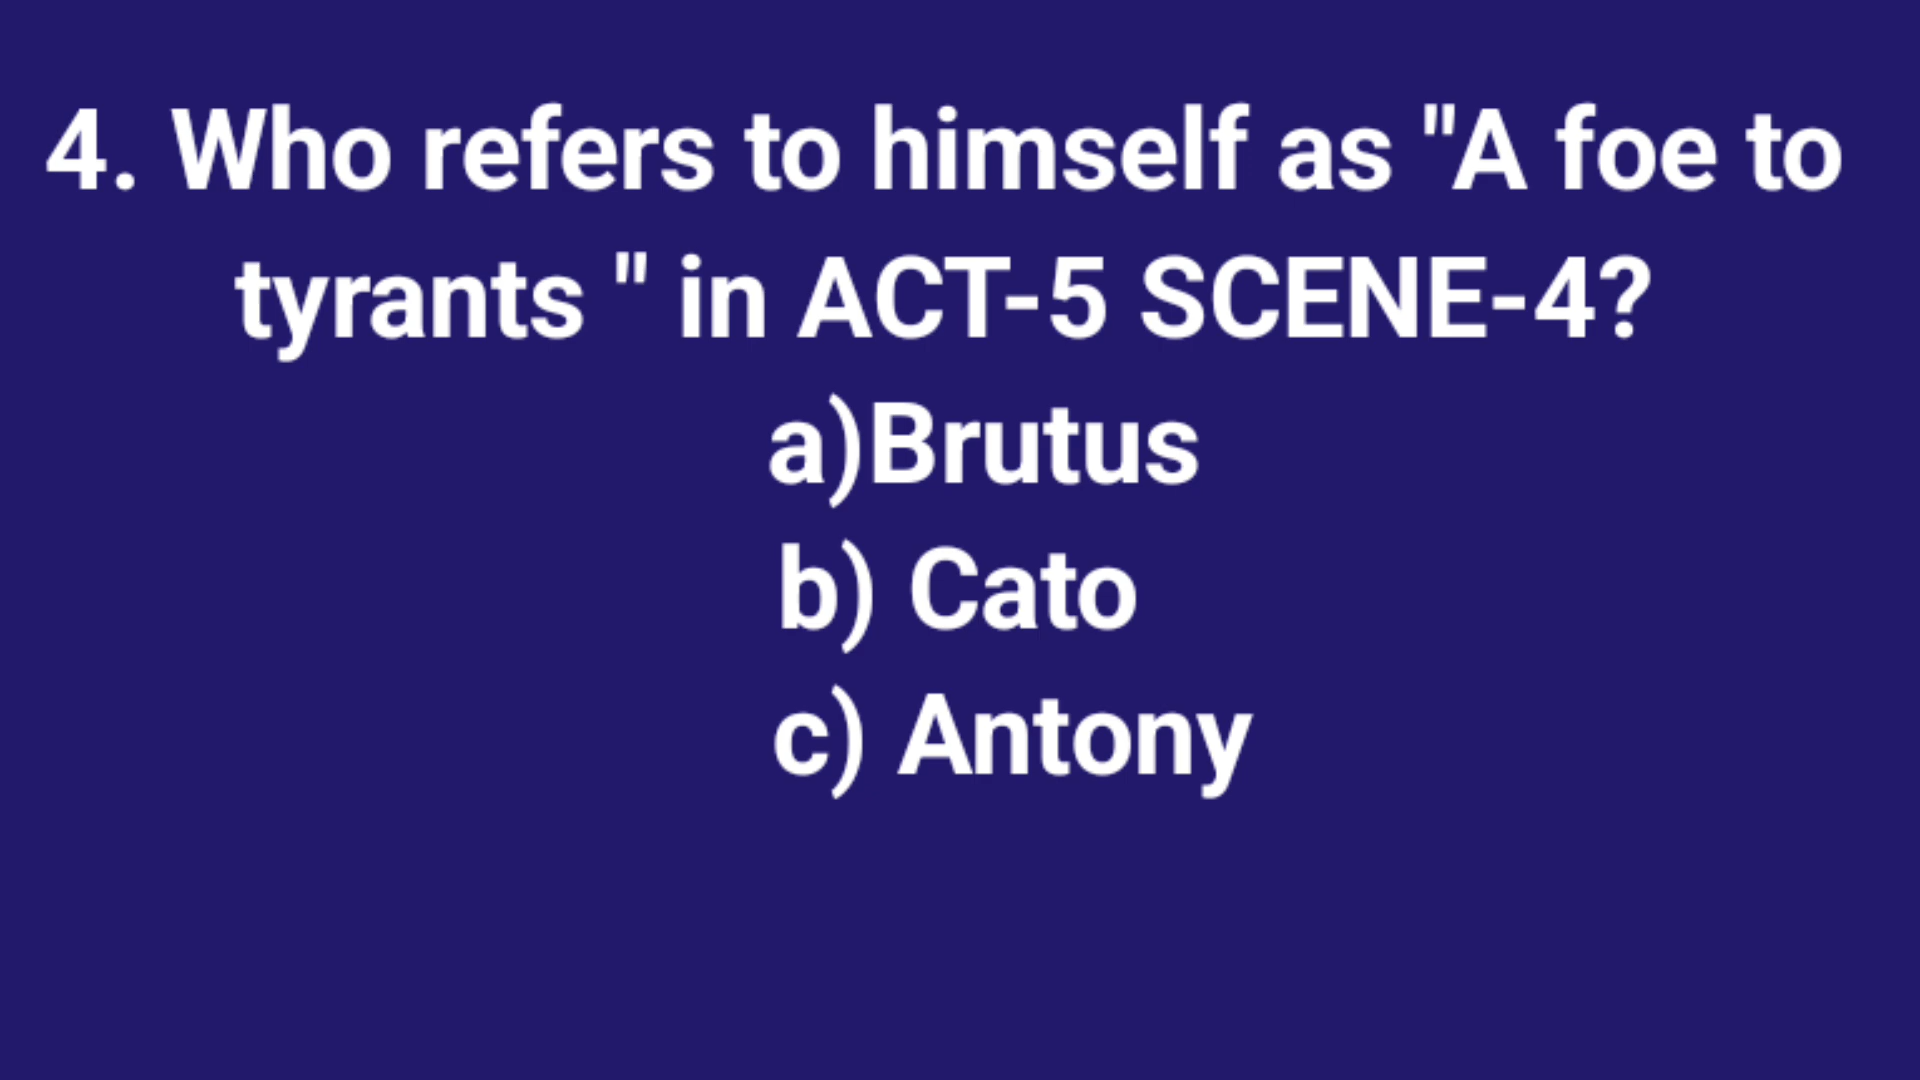 4. Who refers to himself as "A foe to
tyrants " in ACT-5 SCENE-4?
a)Brutus
b) Cato
c) Antony